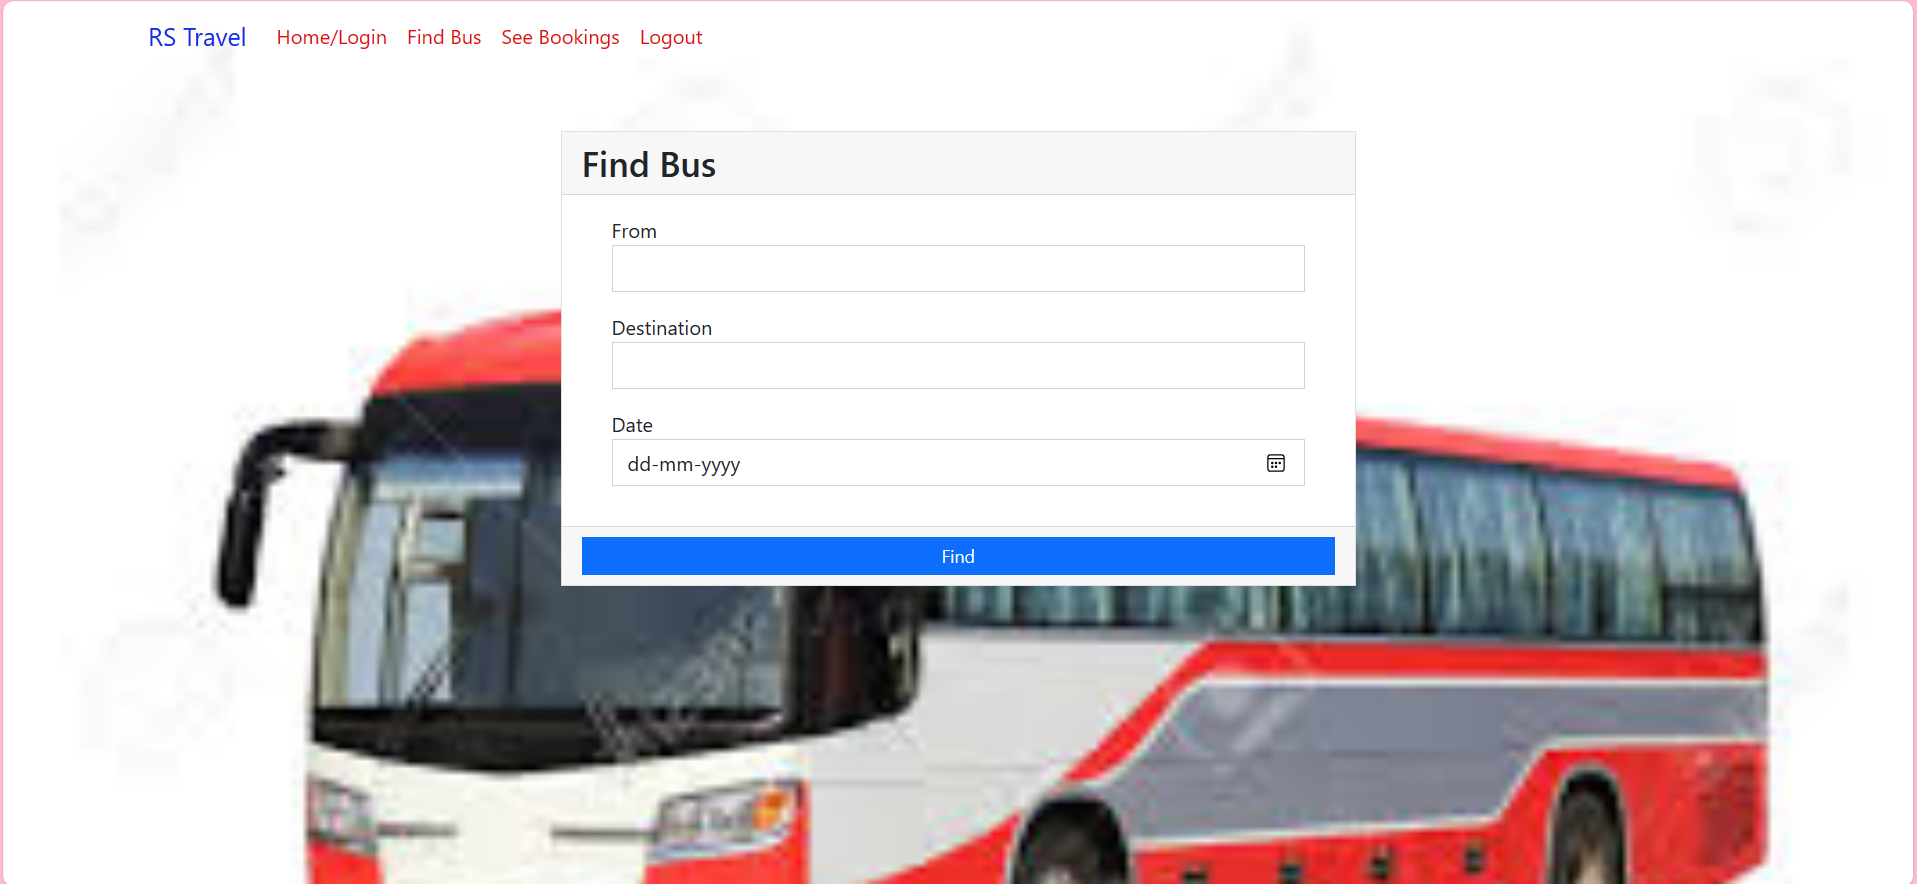 RS Travel Home/Login Find Bus See Bookings Logout
Find Bus
From
Destination
Date
dd-mm-yyyy
Find